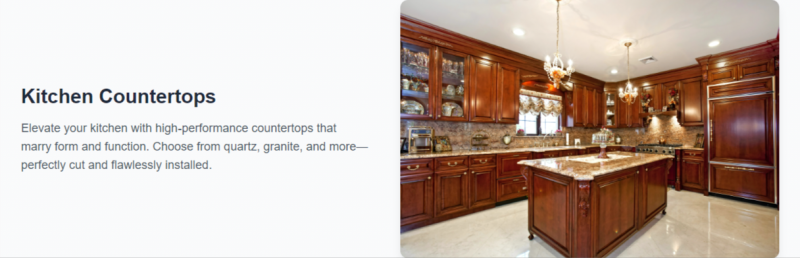 Kitchen Countertops
Elevate your kitchen with high-performance countertops that
marry form and function. Choose from quartz, granite, and more—
perfectly cut and flawlessly installed.